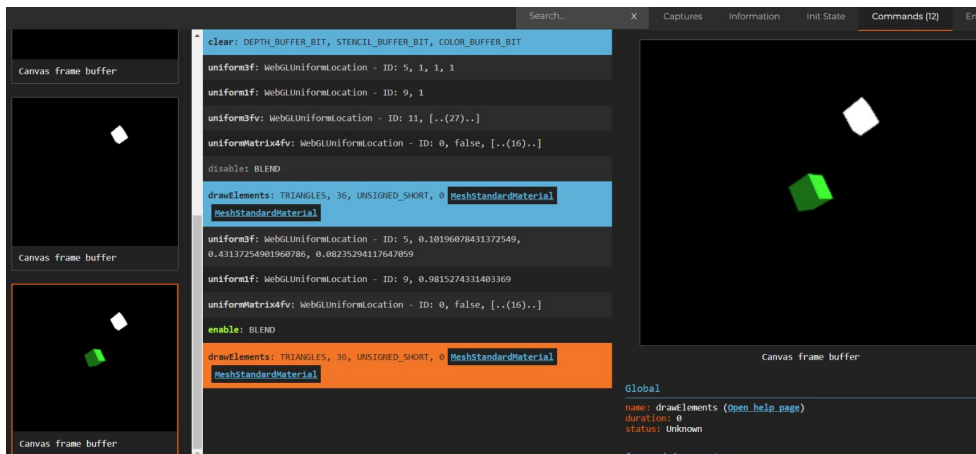 Search...
X
Captures
Information
Init State
Commands (12)
En
Canvas frame buffer
Canvas frame buffer
Canvas frame buffer
clear: DEPTH_BUFFER_BIT, STENCIL_BUFFER_BIT, COLOR_BUFFER_BIT
uniform3f: WebGLUniformLocation - ID: 5, 1, 1, 1
uniform1f: WebGLUniformLocation - ID: 9, 1
uniform3fv: WebGLUniformLocation - ID: 11, [..(27)..]
uniformMatrix4fv: WebGLUniformLocation - ID: 0, false, [..(16)..]
disable: BLEND
drawElements: TRIANGLES, 36, UNSIGNED_SHORT, 0 MeshStandardMaterial
MeshStandardMaterial
uniform3f: WebGLUniformLocation - ID: 5, 0.10196078431372549,
0.43137254901960786, 0.08235294117647059
uniform1f: WebGLUniformLocation - ID: 9, 0.9815274331403369
uniformMatrix4fv: WebGLUniformLocation - ID: 0, false, [..(16)..]
enable: BLEND
drawElements: TRIANGLES, 36, UNSIGNED_SHORT, 0 MeshStandardMaterial
MeshStandardMaterial
Canvas frame buffer
Global
name: drawElements (Open help page)
duration: 0
status: Unknown